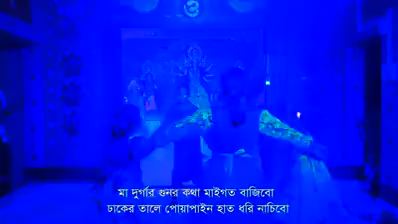 মা দুর্গার গুনর কথা মাইগত বাজিবো
ঢাকের তালে পোয়াপাইন হাত ধরি নাচিবো